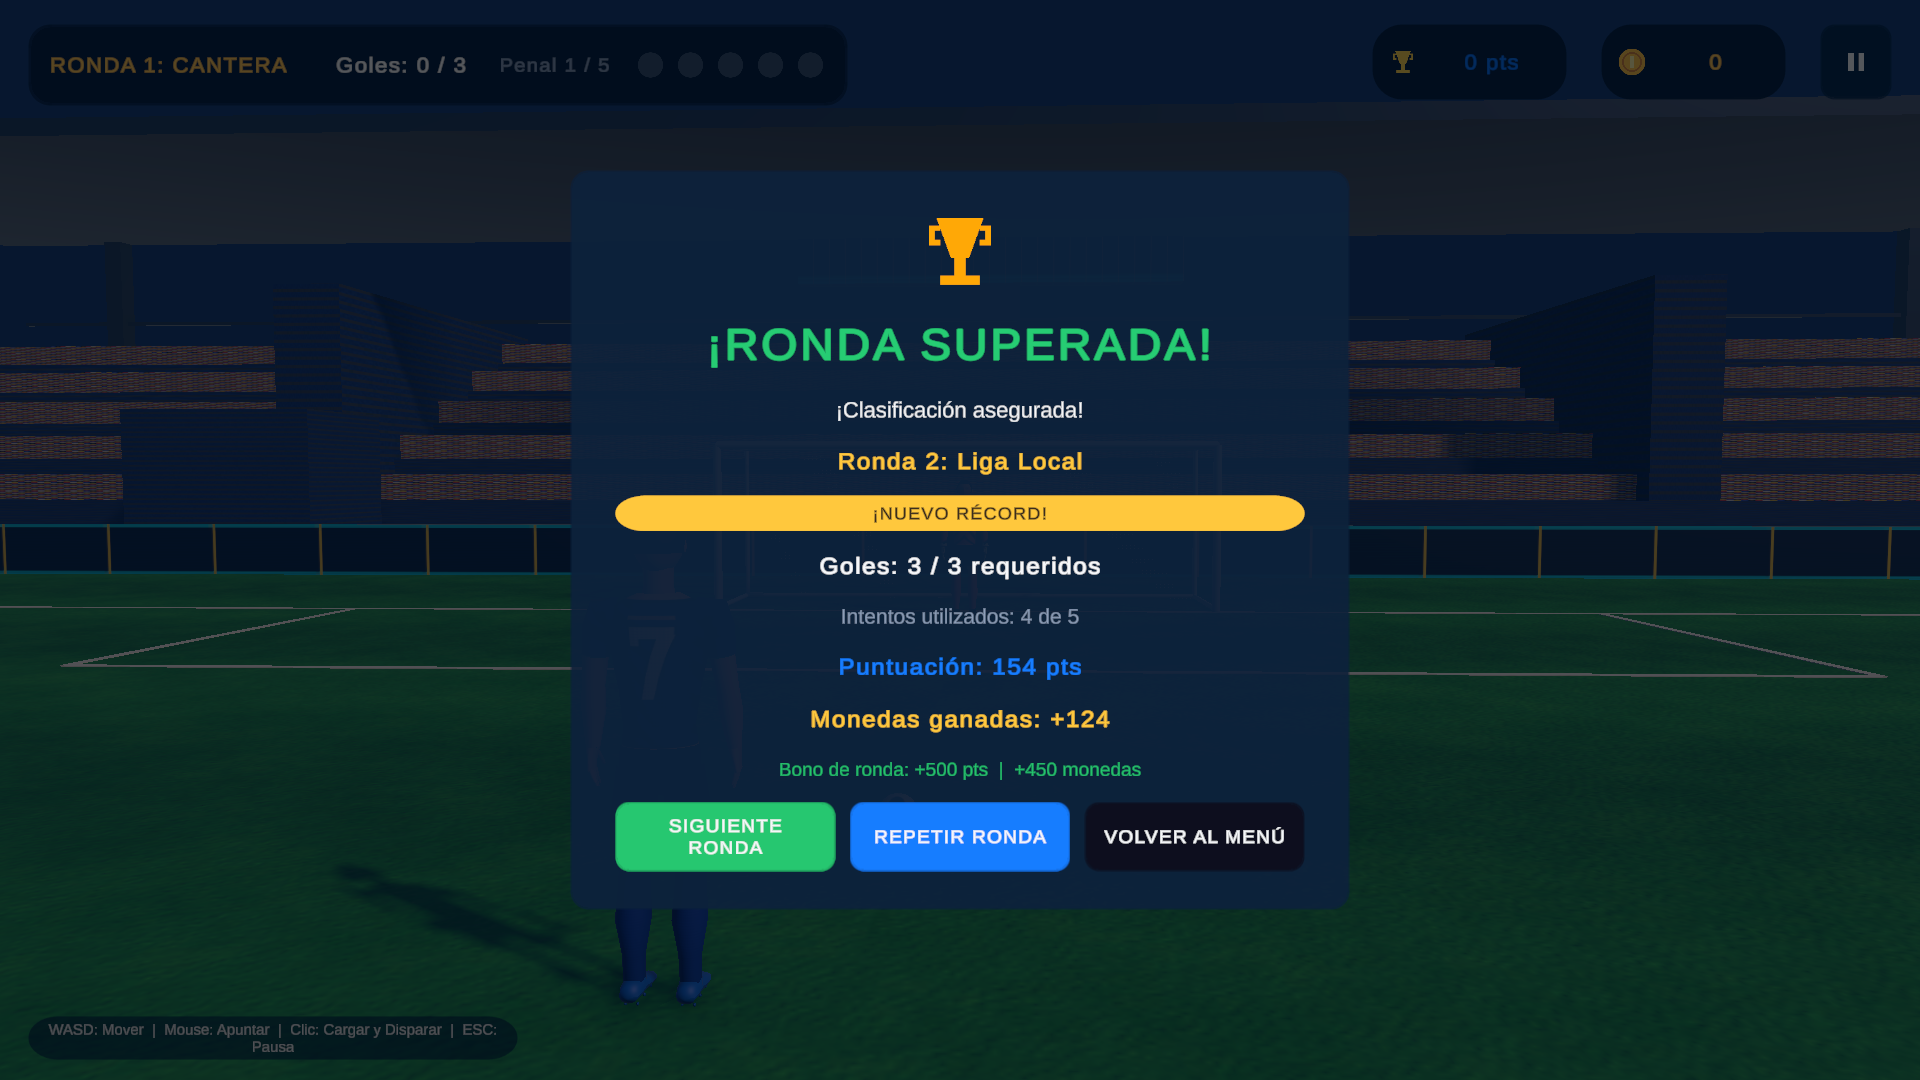 RONDA 1: CANTERA
Goles: 0 / 3
Penal 1 / 5
0 pts
0
¡RONDA SUPERADA!
¡Clasificación asegurada!
Ronda 2: Liga Local
¡NUEVO RÉCORD!
Goles: 3 / 3 requeridos
Intentos utilizados: 4 de 5
7
Puntuación: 154 pts
Monedas ganadas: +124
Bono de ronda: +500 pts | +450 monedas
SIGUIENTE
RONDA
REPETIR RONDA
VOLVER AL MENÚ
WASD: Mover | Mouse: Apuntar | Clic: Cargar y Disparar | ESC:
Pausa